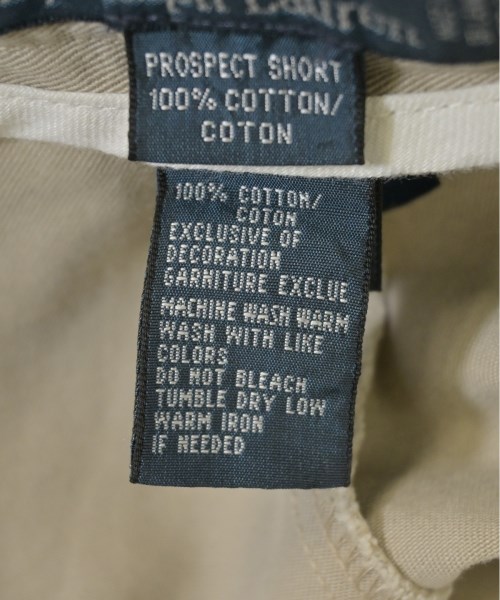 Lauren
PROSPECT SHORT
100% COTTON/
COTON
100% COTTON/
COTON
EXCLUSIVE OF
DECORATION
GARNITURE EXCLUE
MACHINE WASH WARM
WASH WITH LIKE
COLORS
DO NOT BLEACH
TUMBLE DRY LOW
WARM IRON
IF NEEDED